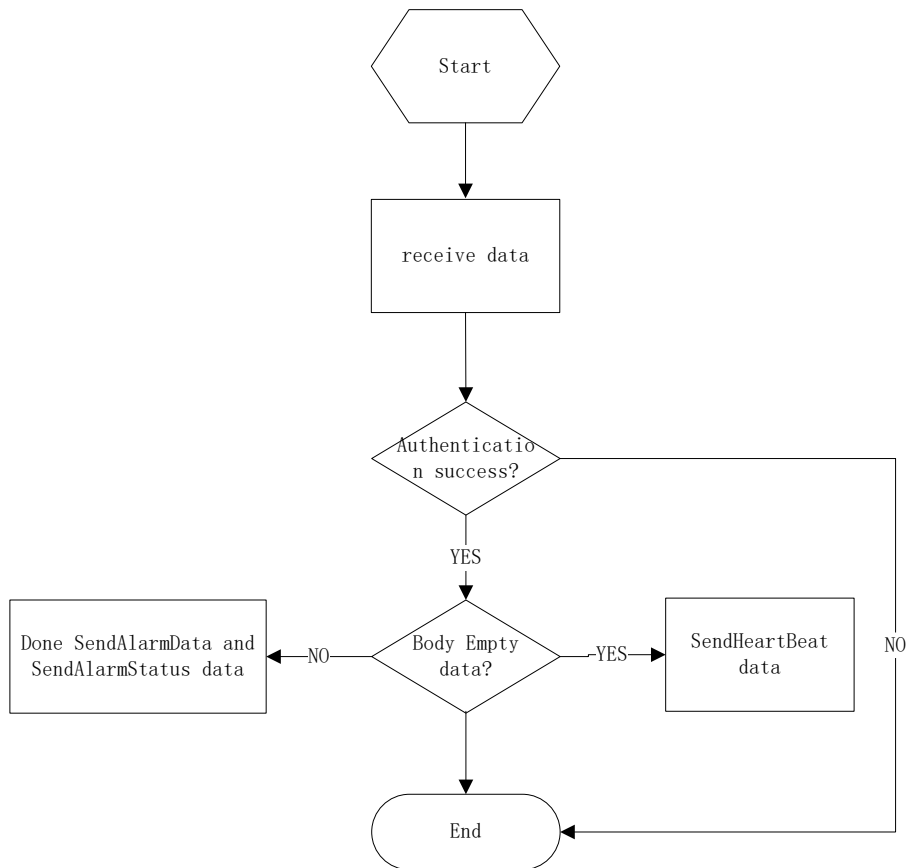 Start
receive data
Authenticatio
n success?
YES
Done SendAlarmData and
SendAlarmStatus data
NO
Body Empty
data?
YES
SendHeartBeat
data
NO
End